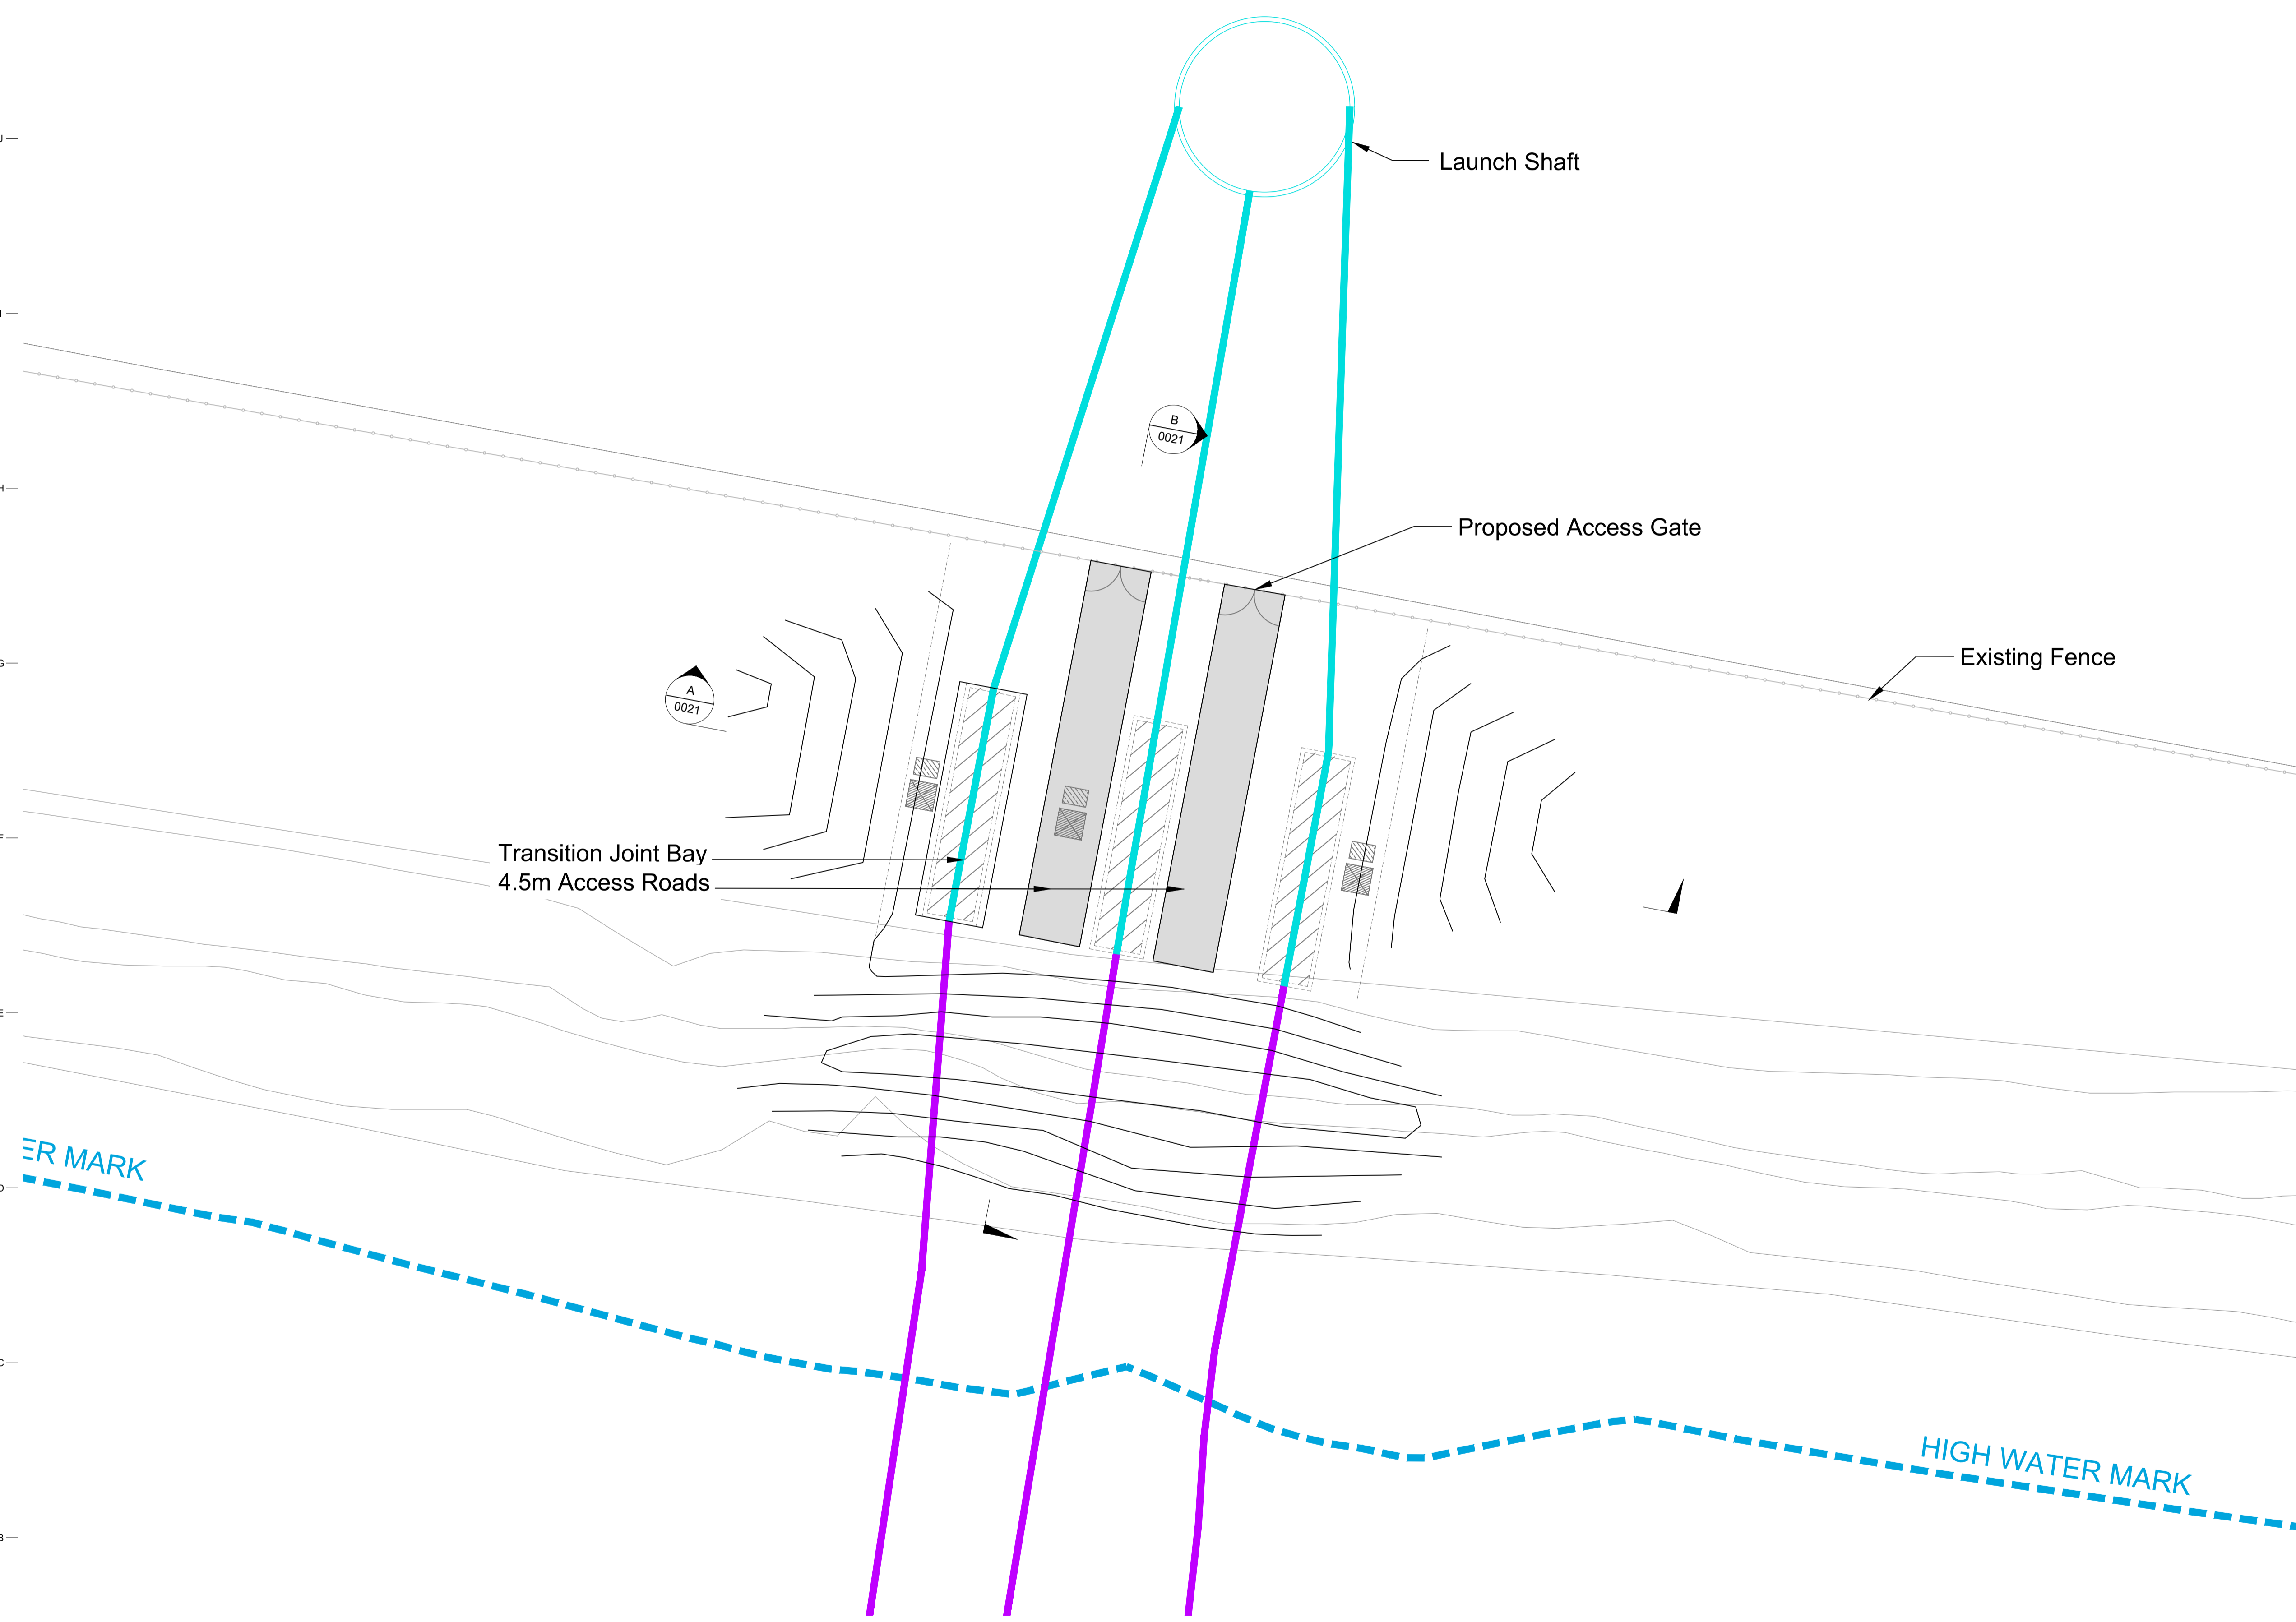 J
Launch Shaft
I
B
0021
H
Proposed Access Gate
Existing Fence
G
A
0021
F
Transition Joint Bay
4.5m Access Roads
E
ER MARK
D
C
HIGH WATER MARK
B